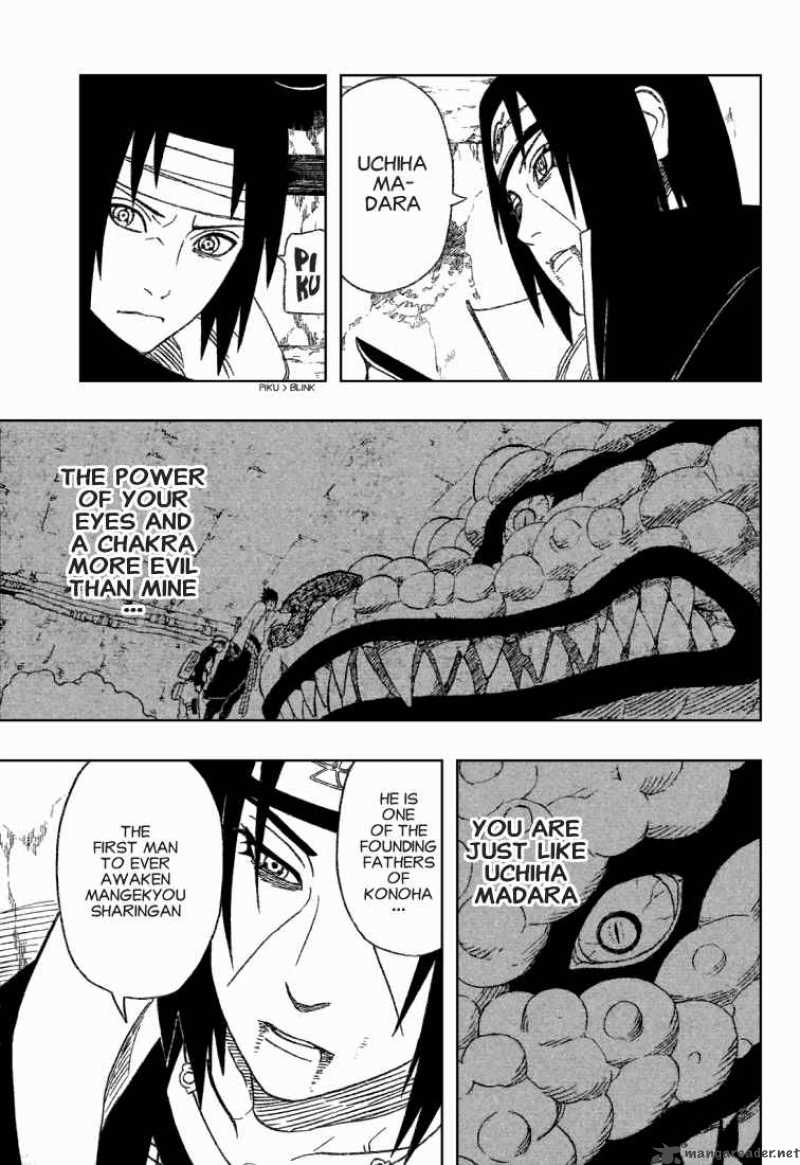 UCHIHA
MA-
DARA
PI
KU
PIKU > BLINK
THE POWER
OF YOUR
EYES AND
A CHAKRA
MORE EVIL
THAN MINE
...
YOU ARE
JUST LIKE
UCHIHA
MADARA
HE IS
ONE
OF THE
FOUNDING
FATHERS
OF
KONOHA
...
THE
FIRST MAN
TO EVER
AWAKEN
MANGEKYOU
SHARINGAN
mangareader.net